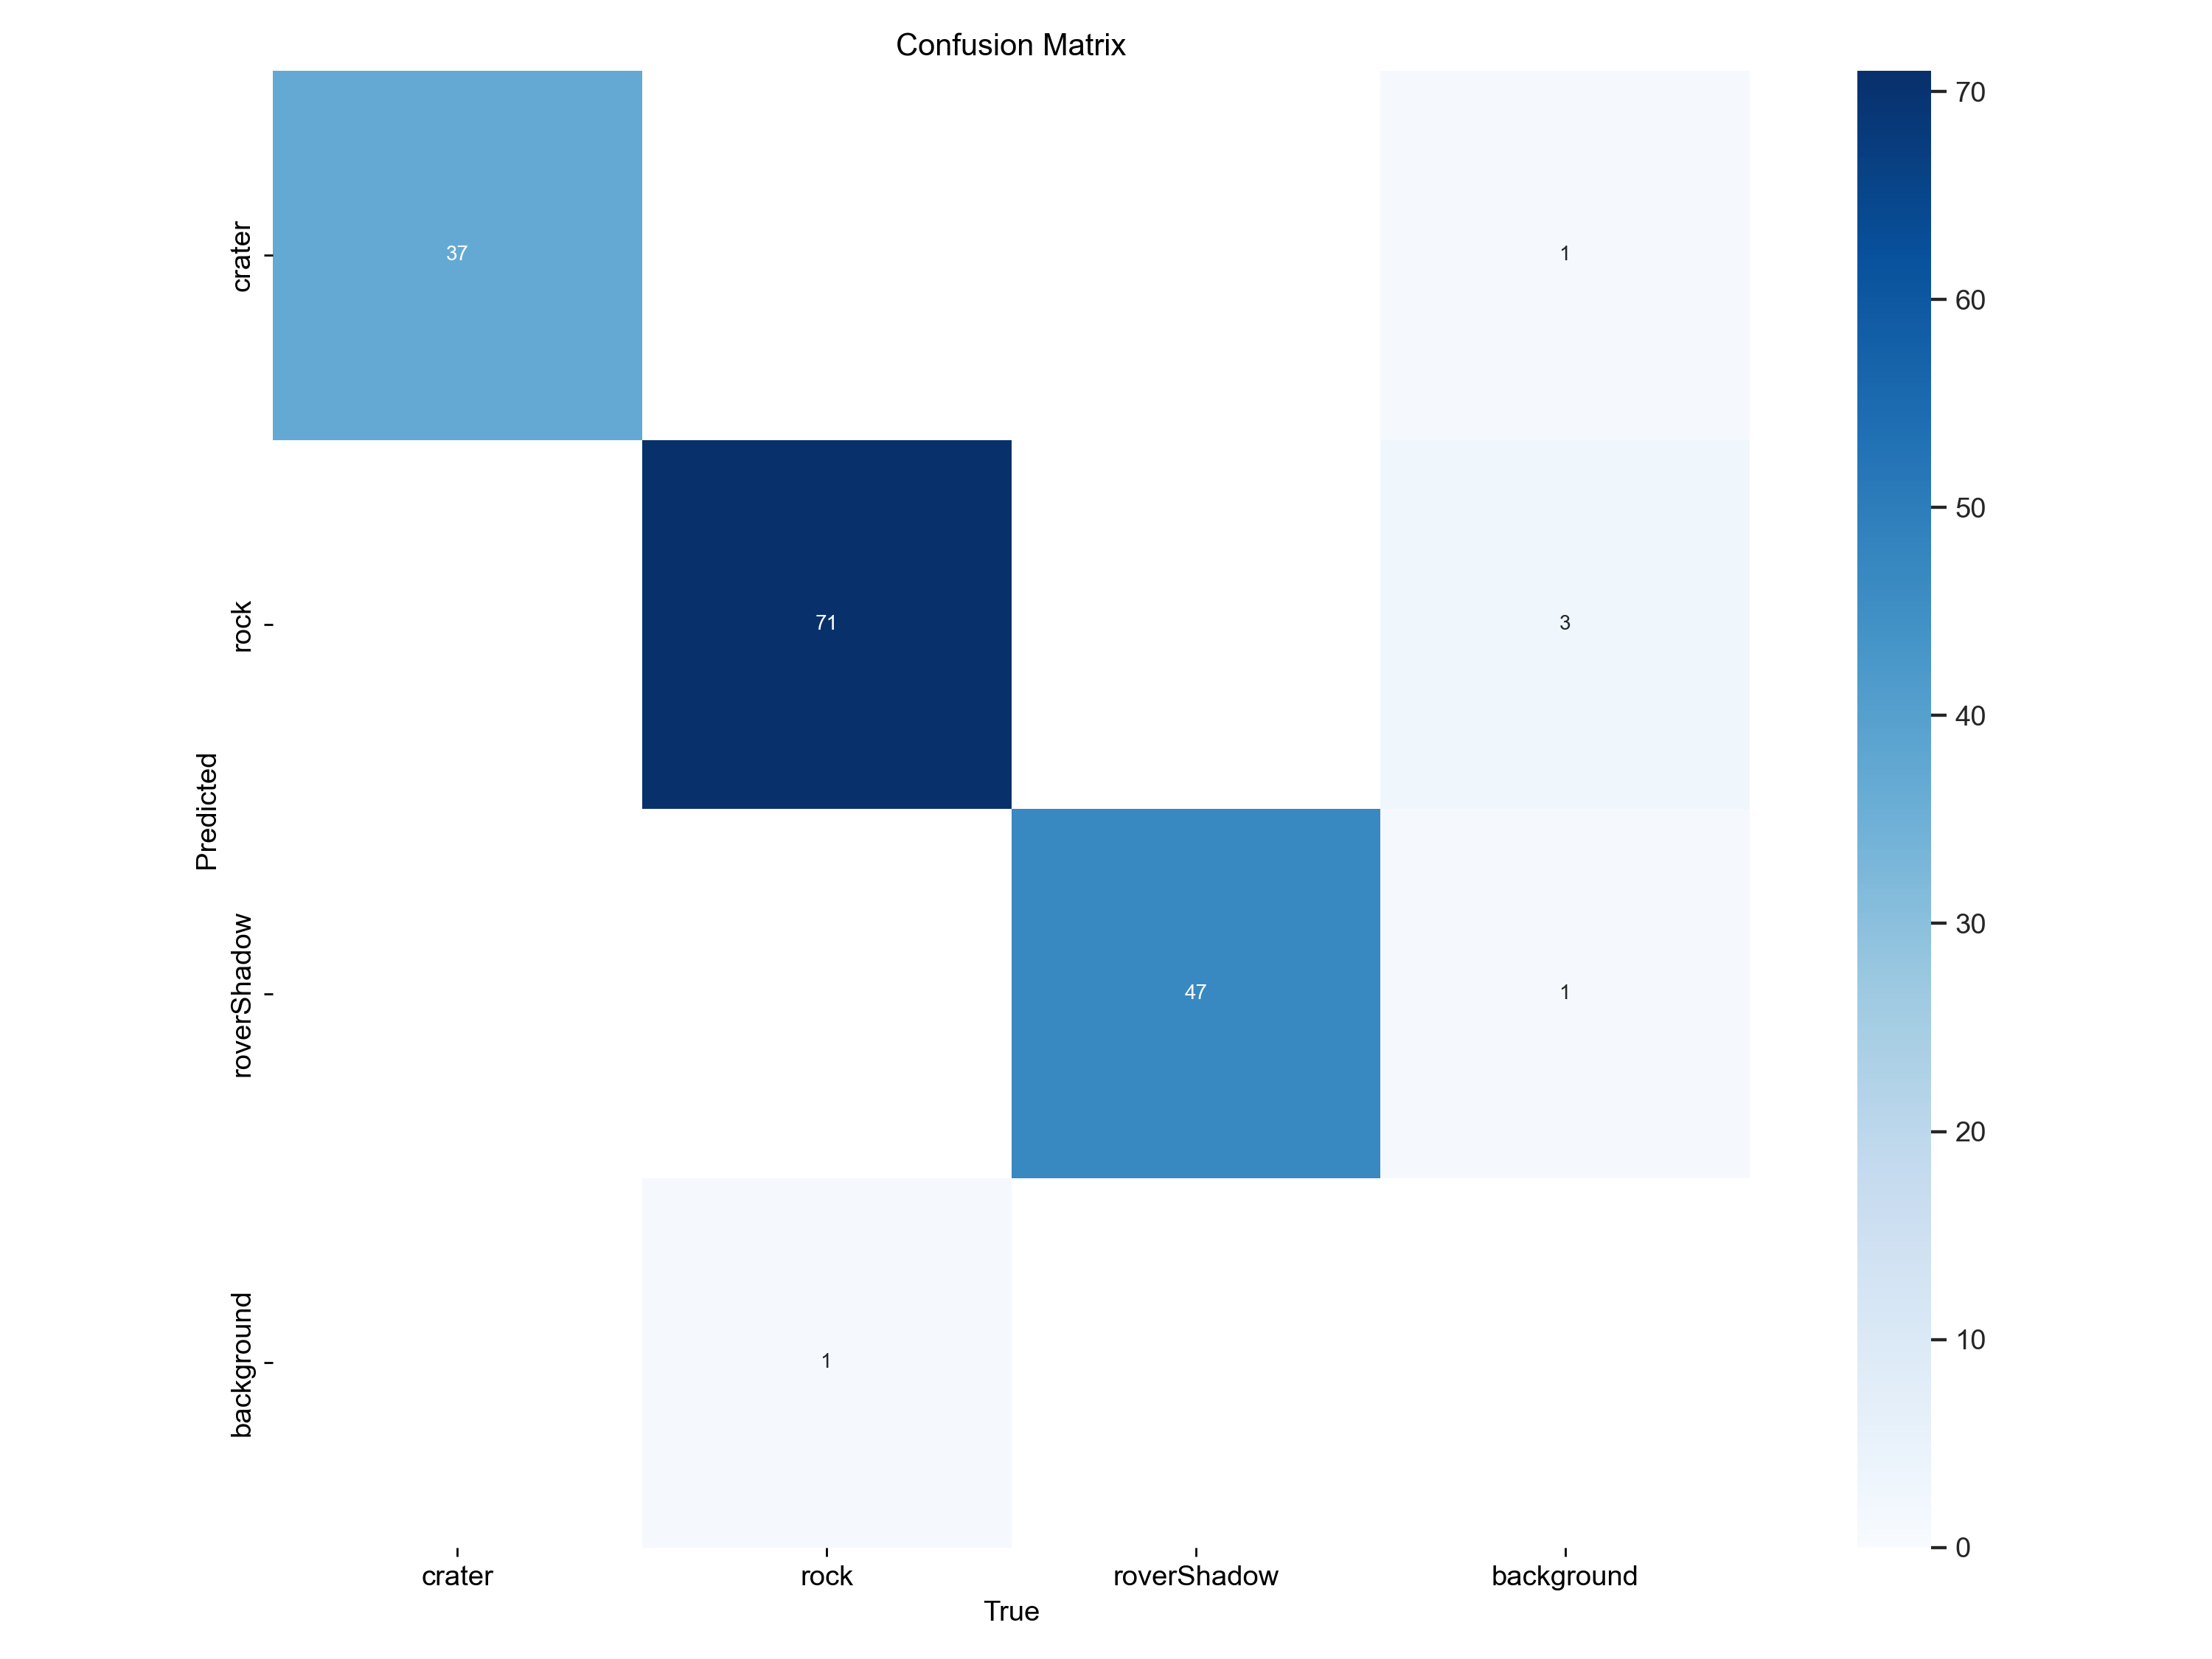 Confusion Matrix
crater
37
1
rock
71
3
roverShadow
47
1
background
1
Predicted
crater
rock
roverShadow
background
True
70
60
50
40
30
20
10
0